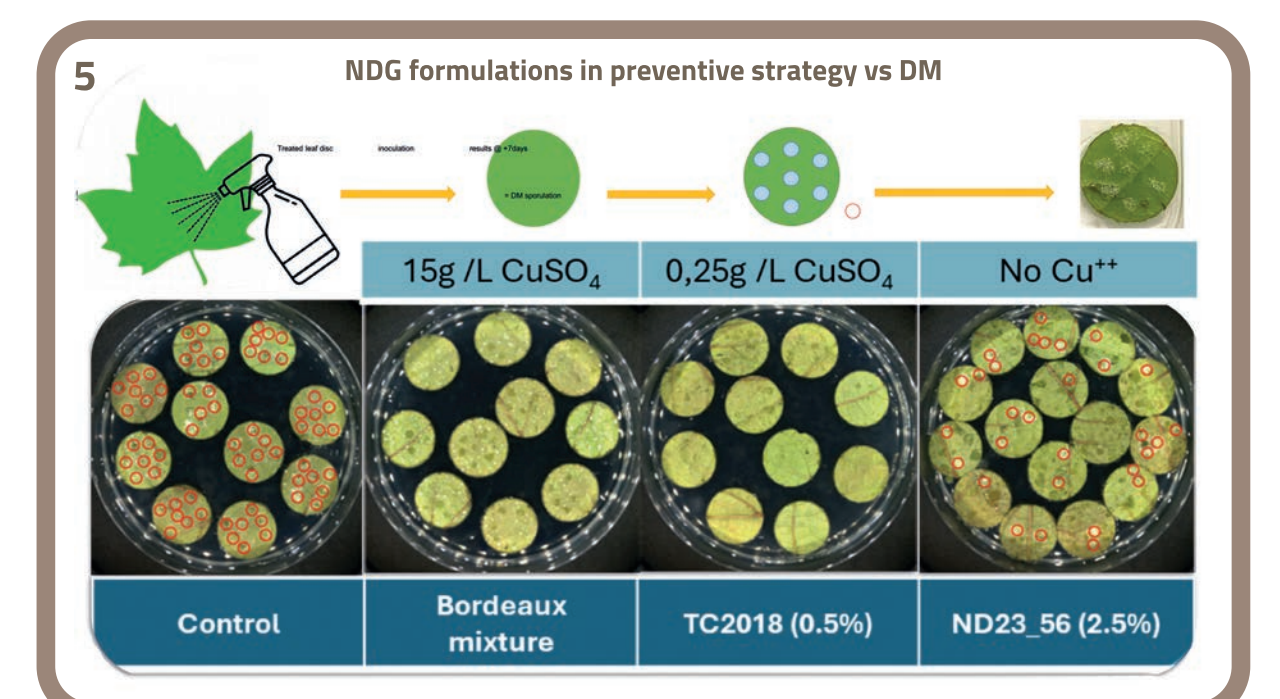 5
NDG formulations in preventive strategy vs DM
Treated leaf disc
inoculation
results @ +7days
= DM sporulation
15g /L CuSO₄
0,25g /L CuSO₄
No Cu⁺⁺
Control
Bordeaux
mixture
TC2018 (0.5%)
ND23_56 (2.5%)